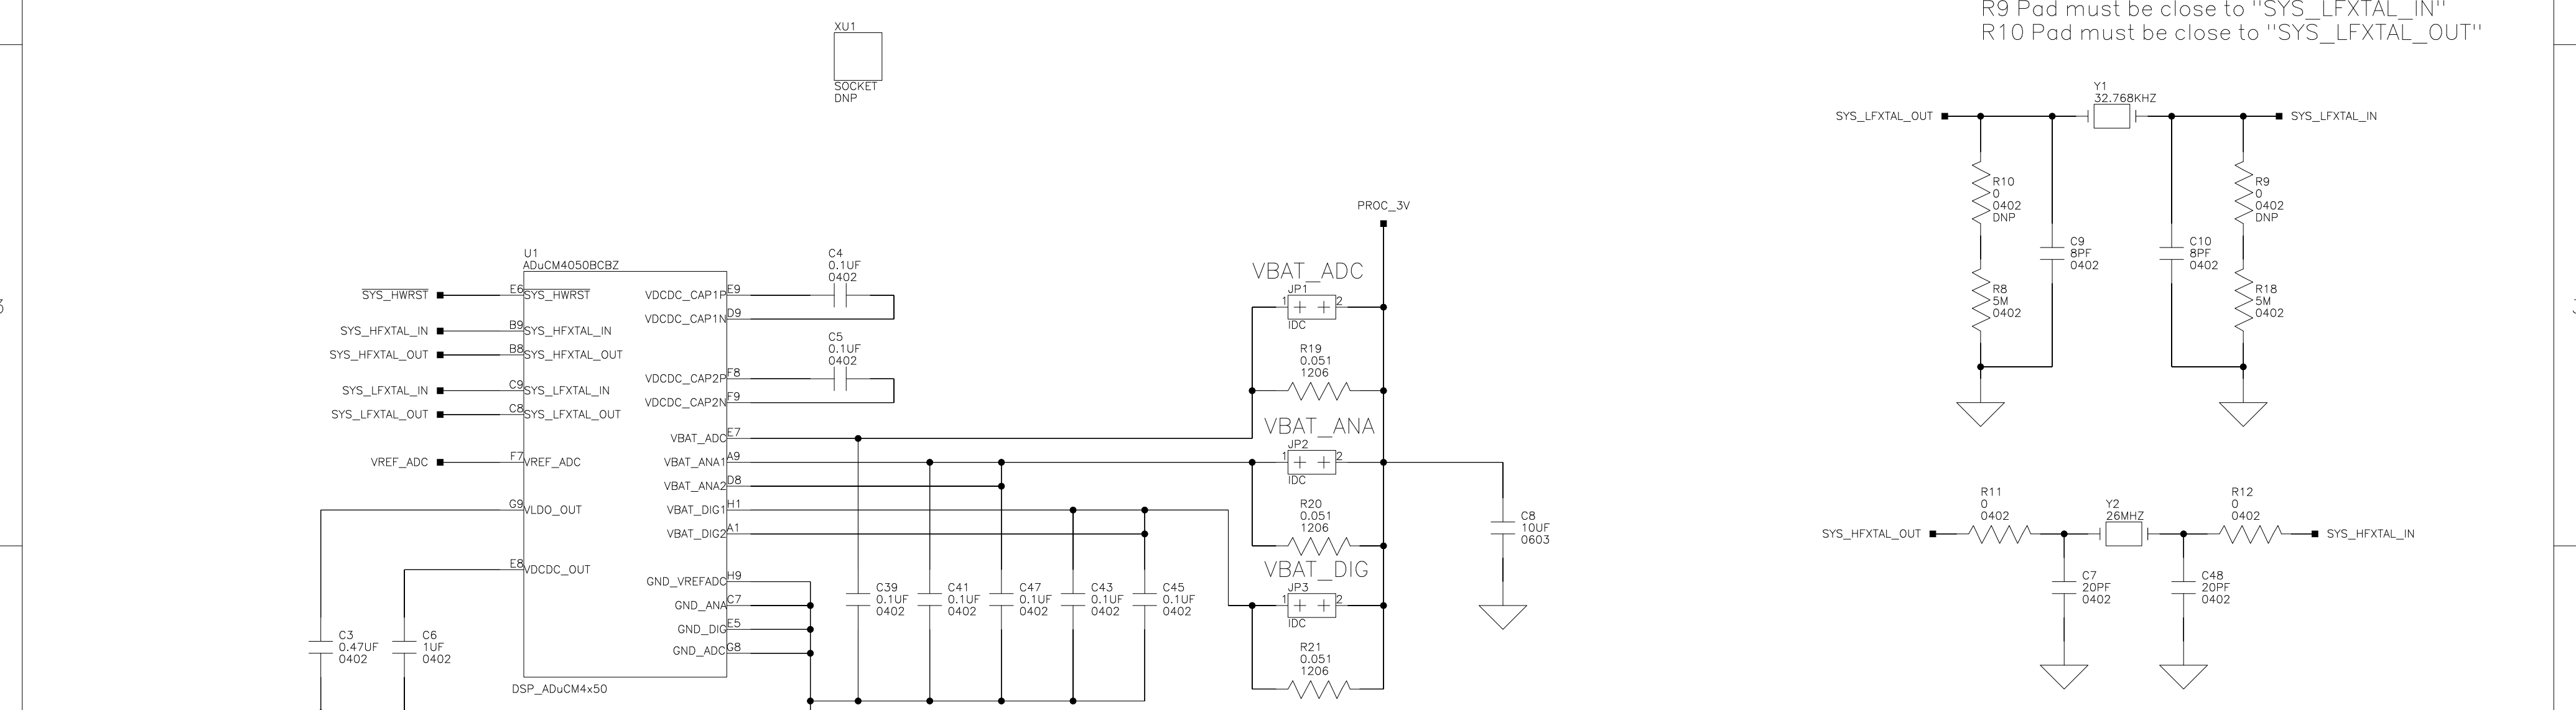 R9 Pad must be close to "SYS_LFXTAL_IN"
R10 Pad must be close to "SYS_LFXTAL_OUT"
XU1
SOCKET
DNP
Y1
32.768KHZ
SYS_LFXTAL_OUT
SYS_LFXTAL_IN
R10
0
0402
DNP
R9
0
0402
DNP
C9
8PF
0402
C10
8PF
0402
R8
5M
0402
R18
5M
0402
PROC_3V
U1
ADuCM4050BCBZ
SYS_HWRST
E6
SYS_HWRST
SYS_HFXTAL_IN
B9
SYS_HFXTAL_IN
SYS_HFXTAL_OUT
B8
SYS_HFXTAL_OUT
SYS_LFXTAL_IN
C9
SYS_LFXTAL_IN
SYS_LFXTAL_OUT
C8
SYS_LFXTAL_OUT
VREF_ADC
F7
VREF_ADC
G9
VLDO_OUT
E8
VDCDC_OUT
VDCDC_CAP1P
E9
VDCDC_CAP1N
D9
VDCDC_CAP2P
F8
VDCDC_CAP2N
F9
VBAT_ADC
E7
VBAT_ANA1
A9
VBAT_ANA2
D8
VBAT_DIG1
H1
VBAT_DIG2
A1
GND_VREFADC
H9
GND_ANA
C7
GND_DIG
E5
GND_ADC
G8
DSP_ADuCM4x50
C4
0.1UF
0402
C5
0.1UF
0402
VBAT_ADC
JP1
1
2
IDC
R19
0.051
1206
VBAT_ANA
JP2
1
2
IDC
R20
0.051
1206
VBAT_DIG
JP3
1
2
IDC
R21
0.051
1206
C8
10UF
0603
C3
0.47UF
0402
C6
1UF
0402
C39
0.1UF
0402
C41
0.1UF
0402
C47
0.1UF
0402
C43
0.1UF
0402
C45
0.1UF
0402
SYS_HFXTAL_OUT
R11
0
0402
Y2
26MHZ
R12
0
0402
SYS_HFXTAL_IN
C7
20PF
0402
C48
20PF
0402